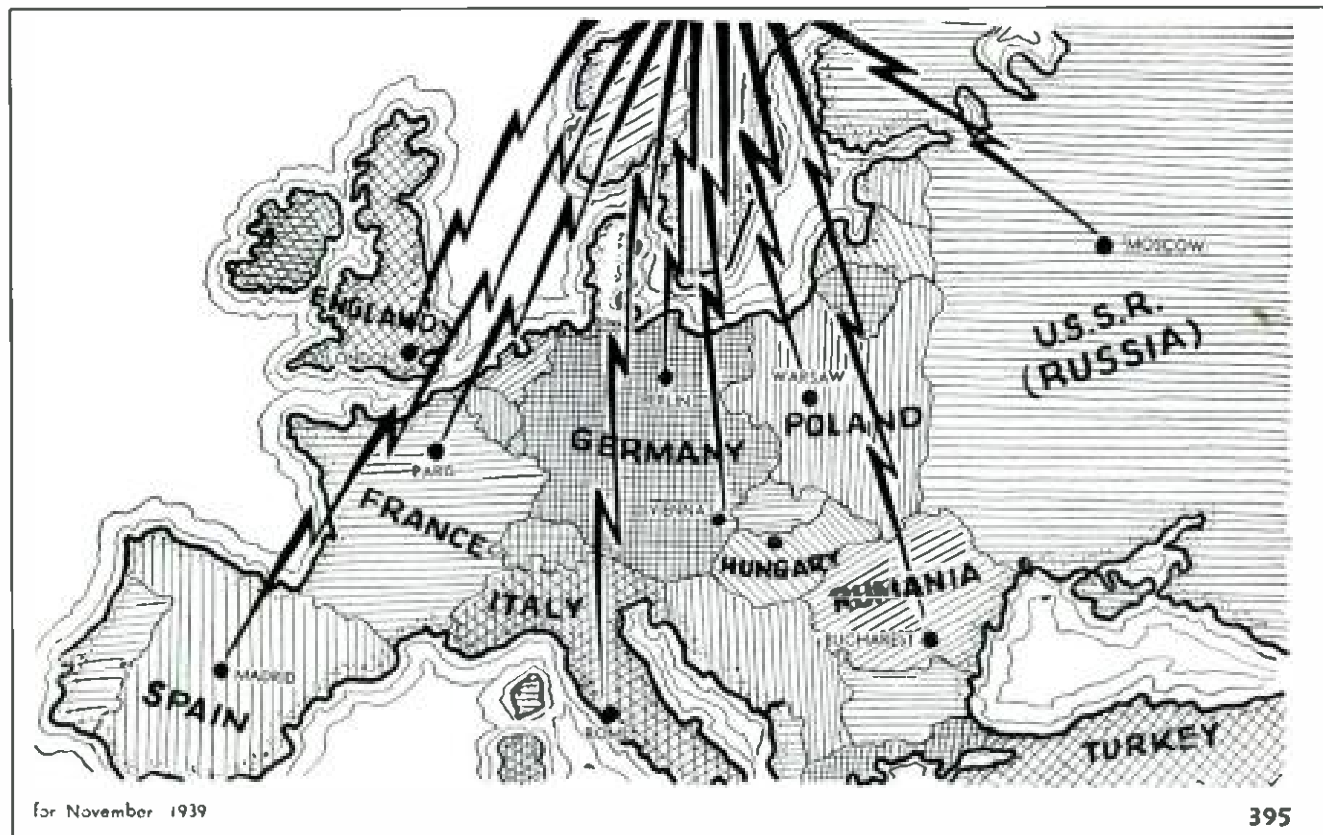 MOSCOW
U.S.S.R.
(RUSSIA)
ENGLAND
WARSAW
POLAND
GERMANY
PARIS
FRANCE
VIENNA
HUNGARY
RUMANIA
BUCHAREST
ITALY
MADRID
SPAIN
TURKEY
for November 1939
395